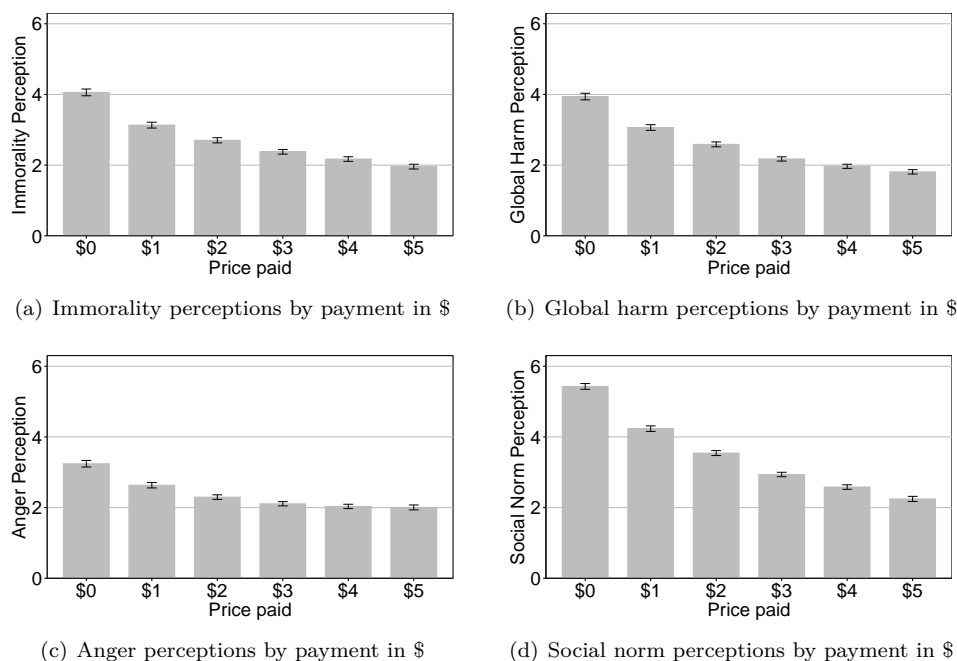 6
4
2
0
Immorality Perception
$0 $1 $2 $3 $4 $5
Price paid
(a) Immorality perceptions by payment in $
6
4
2
0
Global Harm Perception
$0 $1 $2 $3 $4 $5
Price paid
(b) Global harm perceptions by payment in $
6
4
2
0
Anger Perception
$0 $1 $2 $3 $4 $5
Price paid
(c) Anger perceptions by payment in $
6
4
2
0
Social Norm Perception
$0 $1 $2 $3 $4 $5
Price paid
(d) Social norm perceptions by payment in $